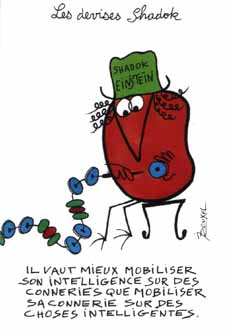 Les devises Shadok
SHADOK
EINSTEIN
Rouxel
IL VAUT MIEUX MOBILISER
SON INTELLIGENCE SUR DES
CONNERIES QUE MOBILISER
SA CONNERIE SUR DES
CHOSES INTELLIGENTES.